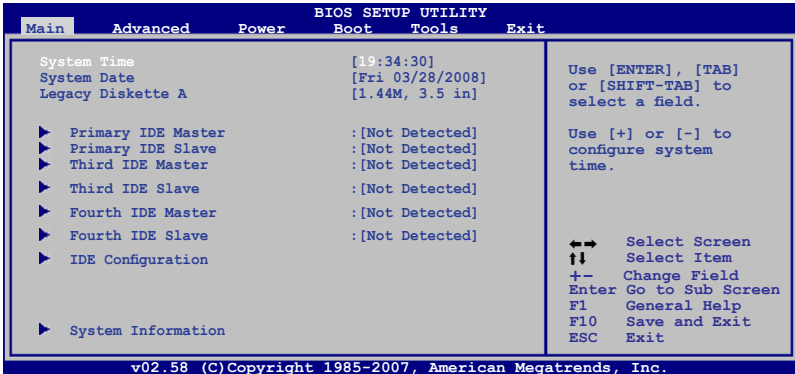 BIOS SETUP UTILITY
Main Advanced Power Boot Tools Exit
System Time [19:34:30]
System Date [Fri 03/28/2008]
Legacy Diskette A [1.44M, 3.5 in]
Primary IDE Master :[Not Detected]
Primary IDE Slave :[Not Detected]
Third IDE Master :[Not Detected]
Third IDE Slave :[Not Detected]
Fourth IDE Master :[Not Detected]
Fourth IDE Slave :[Not Detected]
IDE Configuration
System Information
Use [ENTER], [TAB]
or [SHIFT-TAB] to
select a field.
Use [+] or [-] to
configure system
time.
←→ Select Screen
↑↓ Select Item
+- Change Field
Enter Go to Sub Screen
F1 General Help
F10 Save and Exit
ESC Exit
v02.58 (C)Copyright 1985-2007, American Megatrends, Inc.